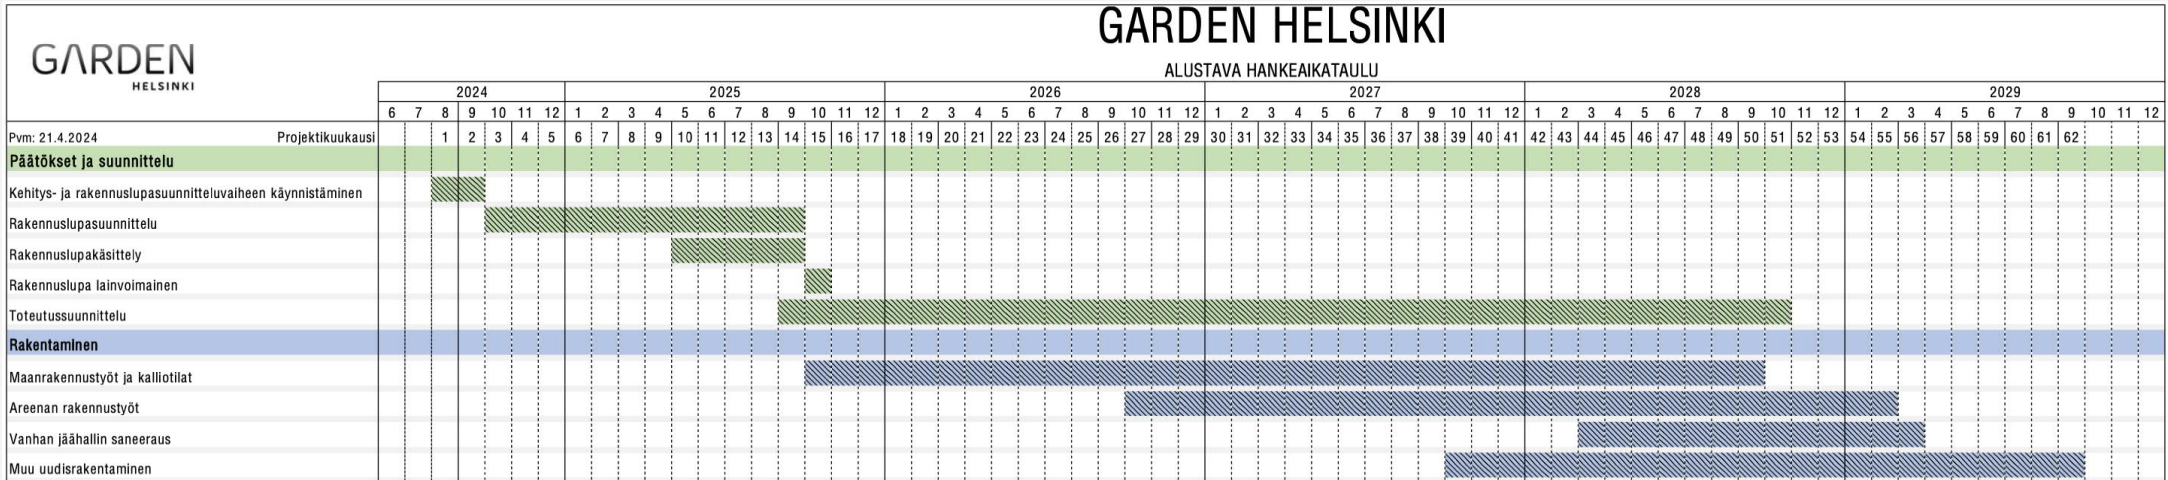 GARDEN HELSINKI
GARDEN
HELSINKI
ALUSTAVA HANKEAIKATAULU
2024 2025 2026 2027 2028 2029
6 7 8 9 10 11 12 1 2 3 4 5 6 7 8 9 10 11 12 1 2 3 4 5 6 7 8 9 10 11 12 1 2 3 4 5 6 7 8 9 10 11 12 1 2 3 4 5 6 7 8 9 10 11 12 1 2 3 4 5 6 7 8 9 10 11 12
Pvm: 21.4.2024 Projektikuukausi 1 2 3 4 5 6 7 8 9 10 11 12 13 14 15 16 17 18 19 20 21 22 23 24 25 26 27 28 29 30 31 32 33 34 35 36 37 38 39 40 41 42 43 44 45 46 47 48 49 50 51 52 53 54 55 56 57 58 59 60 61 62
Päätökset ja suunnittelu
Kehitys- ja rakennuslupasuunnitteluvaiheen käynnistäminen
Rakennuslupasuunnittelu
Rakennuslupakäsittely
Rakennuslupa lainvoimainen
Toteutussuunnittelu
Rakentaminen
Maanrakennustyöt ja kalliotilat
Areenan rakennustyöt
Vanhan jäähallin saneeraus
Muu uudisrakentaminen